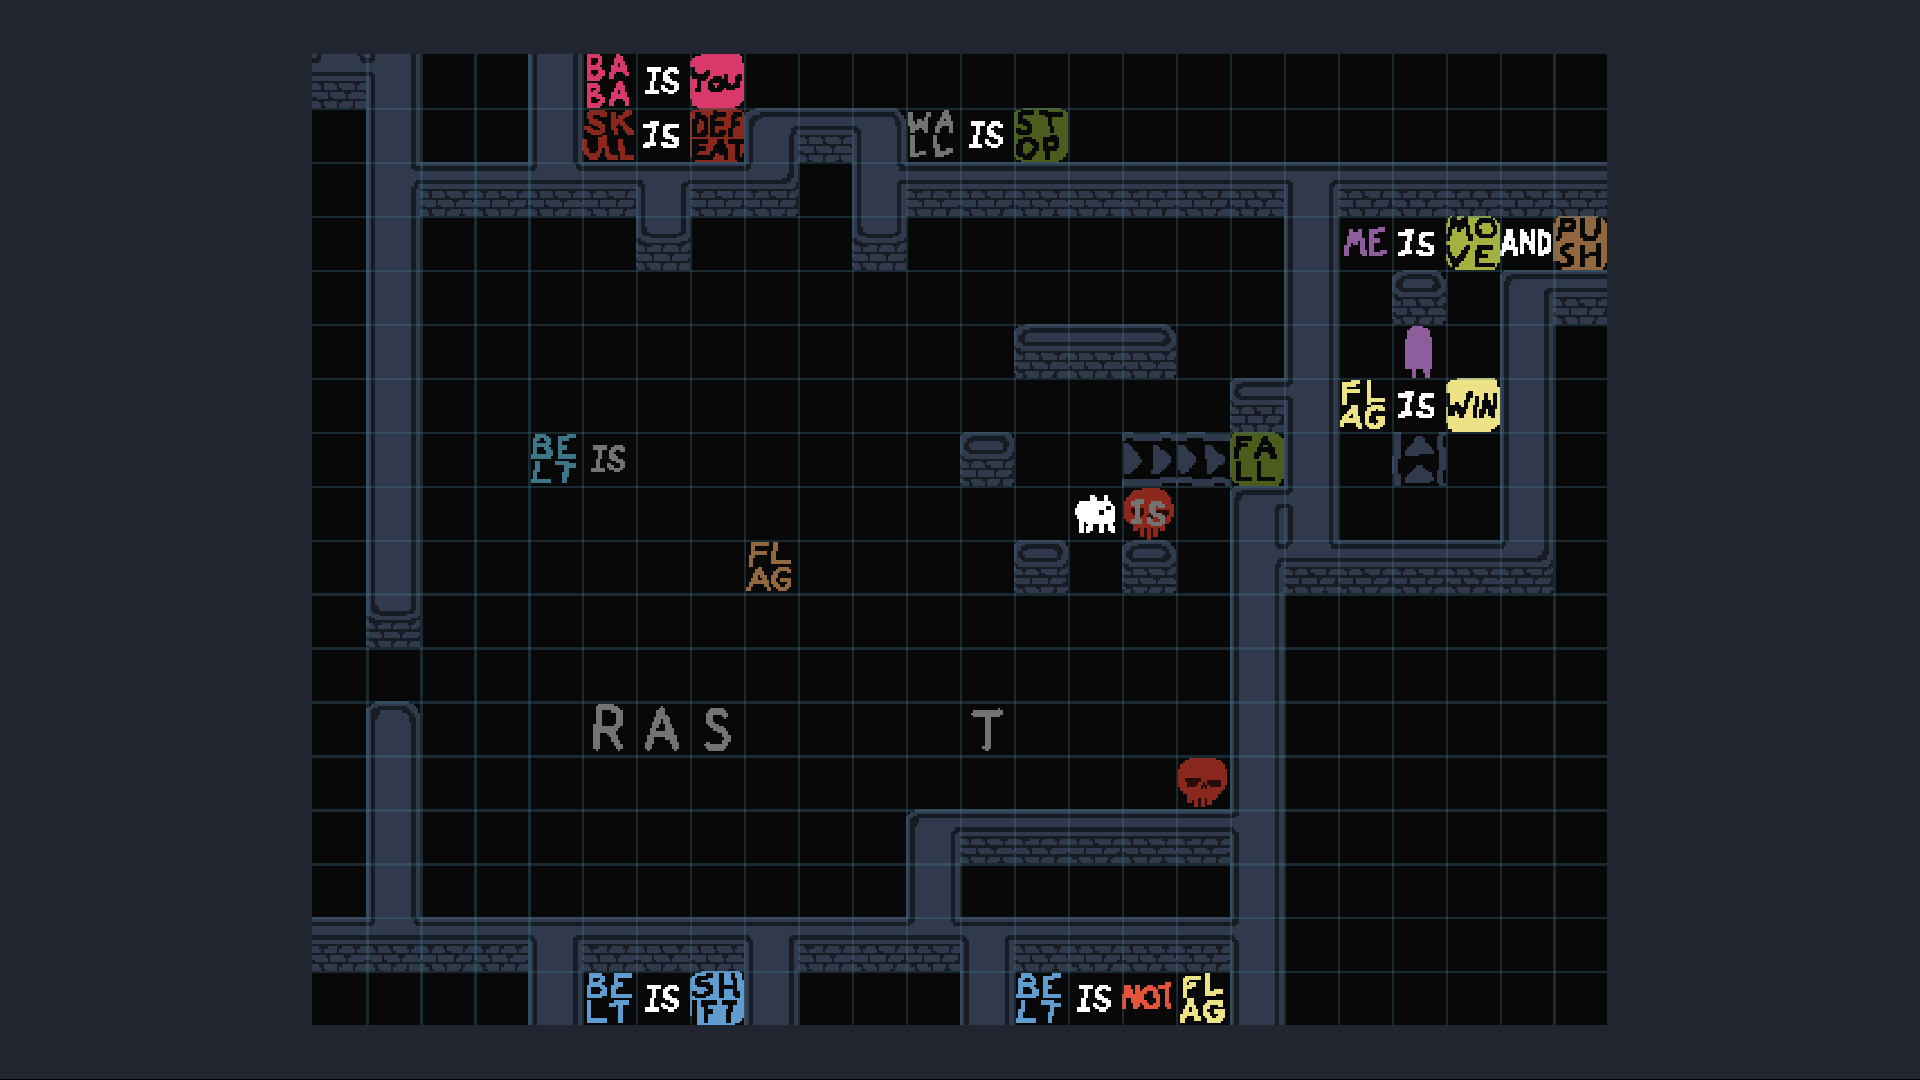 BABA IS YOU
SKULL IS DEFEAT
WALL IS STOP
ME IS MOVE AND PUSH
FLAG IS WIN
BELT IS
FALL
IS
FLAG
R A S T
BELT IS SHIFT
BELT IS NOT FLAG